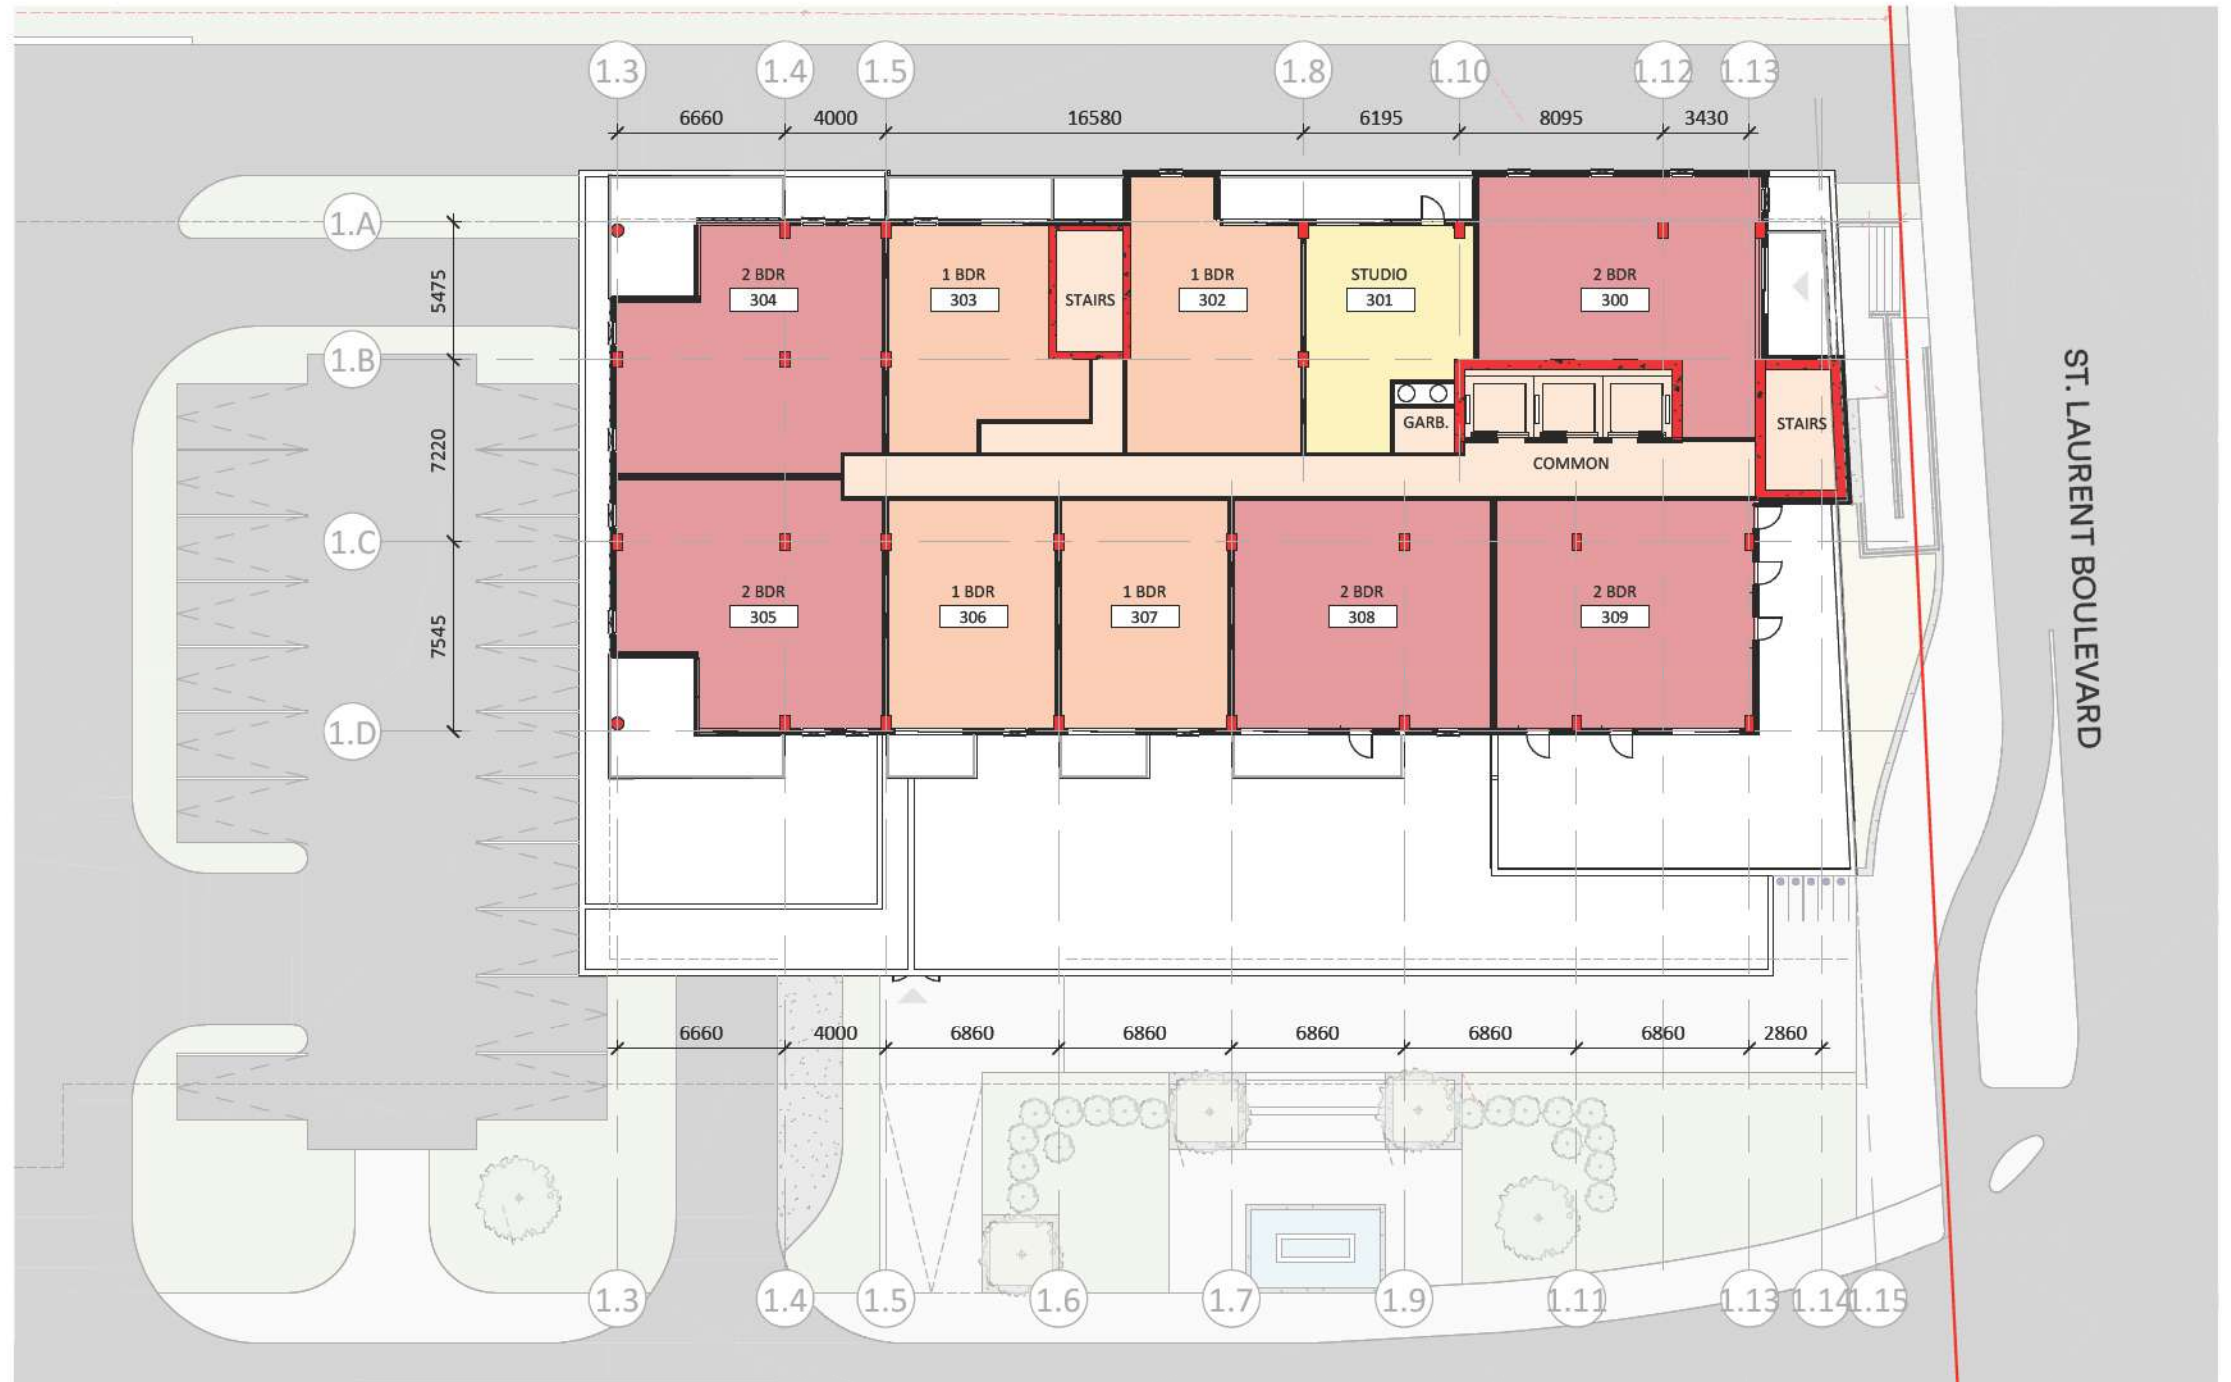 1.3 1.4 1.5 1.8 1.10 1.12 1.13
6660 4000 16580 6195 8095 3430
1.A
5475
1.B
7220
1.C
7545
1.D
2 BDR
304
1 BDR
303
STAIRS
1 BDR
302
STUDIO
301
2 BDR
300
GARB.
STAIRS
COMMON
2 BDR
305
1 BDR
306
1 BDR
307
2 BDR
308
2 BDR
309
ST. LAURENT BOULEVARD
6660 4000 6860 6860 6860 6860 6860 2860
1.3 1.4 1.5 1.6 1.7 1.9 1.11 1.13 1.14 1.15